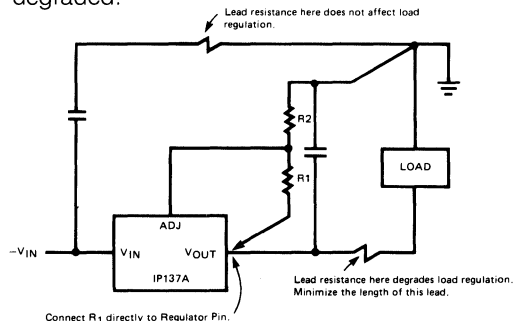 degraded.
Lead resistance here does not affect load
regulation.
R2
R1
LOAD
ADJ
-VIN
VIN
VOUT
IP137A
Lead resistance here degrades load regulation.
Minimize the length of this lead.
Connect R1 directly to Regulator Pin.